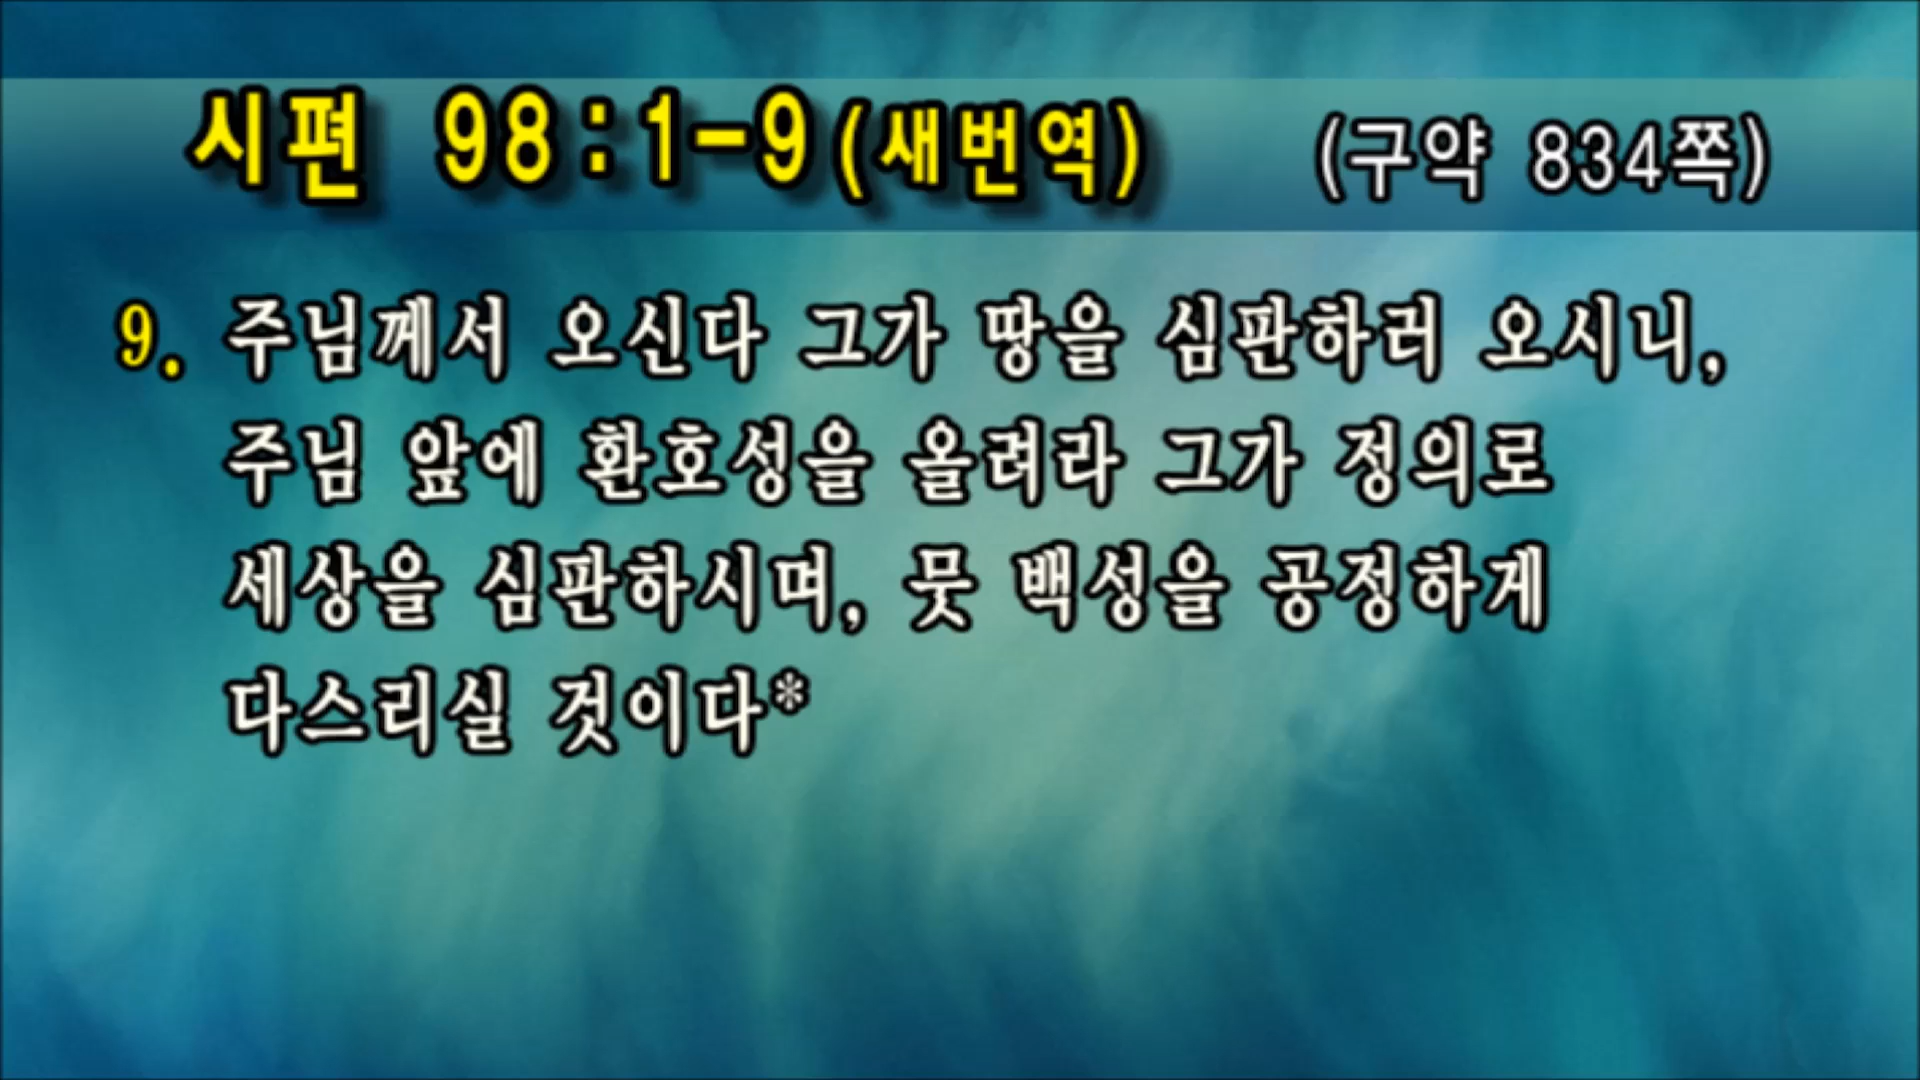 시편 98:1-9(새번역) (구약 834쪽)
9. 주님께서 오신다 그가 땅을 심판하러 오시니,
주님 앞에 환호성을 올려라 그가 정의로
세상을 심판하시며, 뭇 백성을 공정하게
다스리실 것이다*